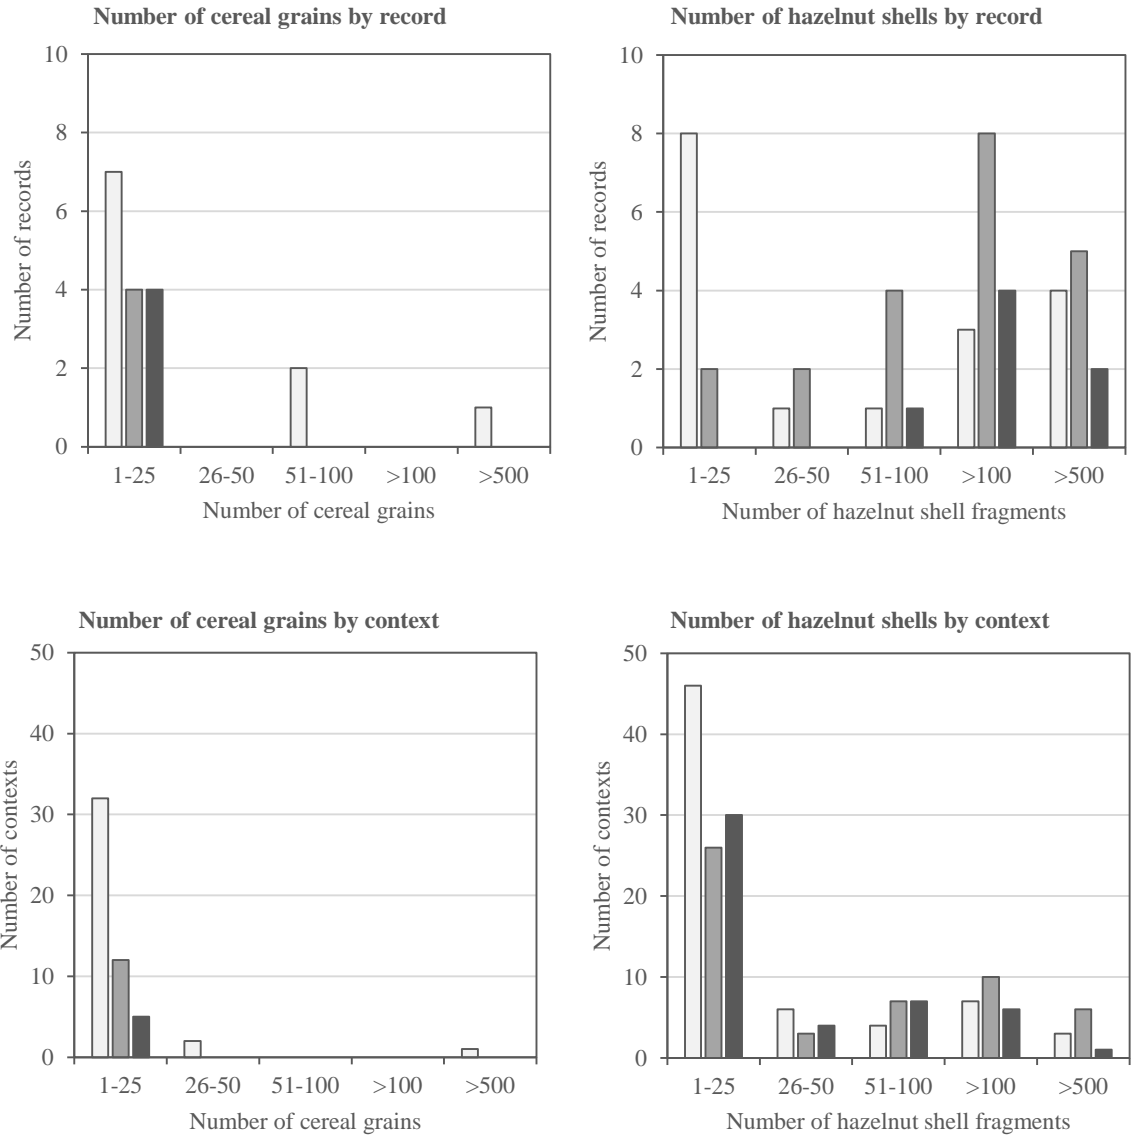 Number of cereal grains by record
10
8
6
4
2
0
Number of records
1-25 26-50 51-100 >100 >500
Number of cereal grains
Number of hazelnut shells by record
10
8
6
4
2
0
Number of records
1-25 26-50 51-100 >100 >500
Number of hazelnut shell fragments
Number of cereal grains by context
50
40
30
20
10
0
Number of contexts
1-25 26-50 51-100 >100 >500
Number of cereal grains
Number of hazelnut shells by context
50
40
30
20
10
0
Number of contexts
1-25 26-50 51-100 >100 >500
Number of hazelnut shell fragments